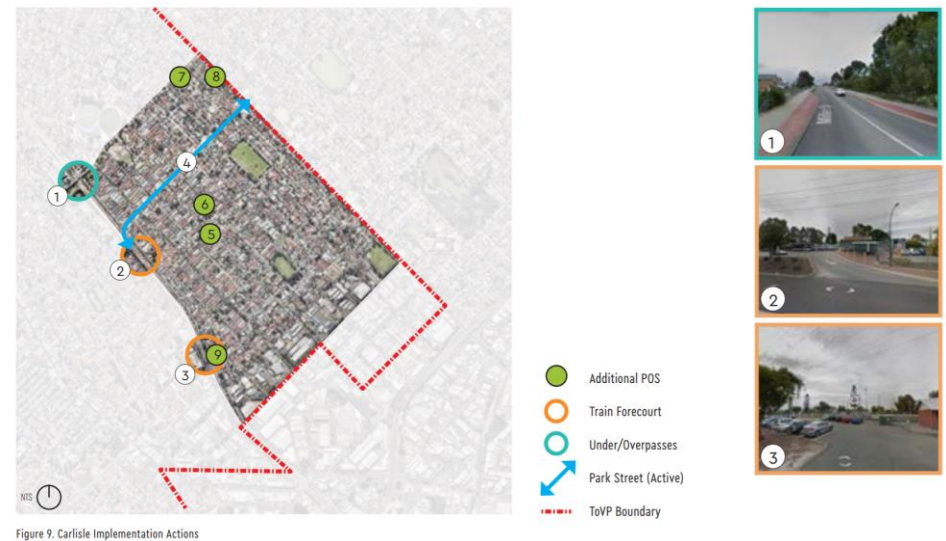 7
8
4
1
6
5
2
9
3
NTS
Additional POS
Train Forecourt
Under/Overpasses
Park Street (Active)
ToVP Boundary
1
2
3
Figure 9. Carlisle Implementation Actions